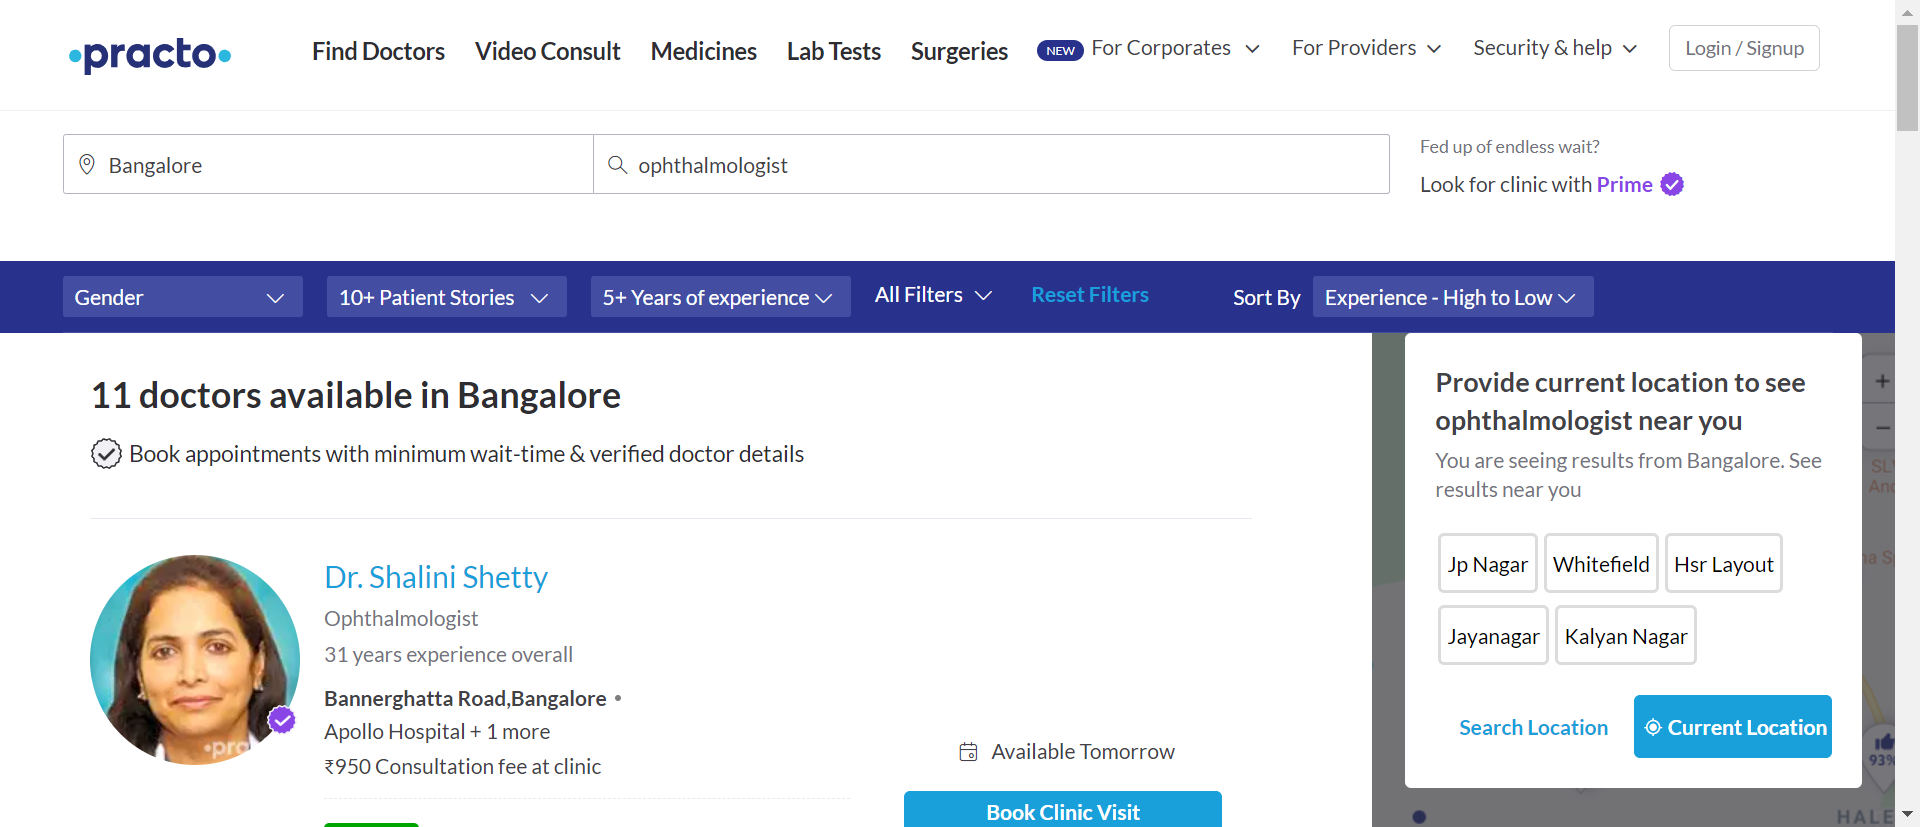 practo
Find Doctors
Video Consult
Medicines
Lab Tests
Surgeries
NEW
For Corporates
For Providers
Security & help
Login / Signup
Bangalore
ophthalmologist
Fed up of endless wait?
Look for clinic with Prime
Gender
10+ Patient Stories
5+ Years of experience
All Filters
Reset Filters
Sort By
Experience - High to Low
11 doctors available in Bangalore
Book appointments with minimum wait-time & verified doctor details
Dr. Shalini Shetty
Ophthalmologist
31 years experience overall
Bannerghatta Road,Bangalore •
Apollo Hospital + 1 more
₹950 Consultation fee at clinic
Available Tomorrow
Book Clinic Visit
Provide current location to see
ophthalmologist near you
You are seeing results from Bangalore. See
results near you
Jp Nagar
Whitefield
Hsr Layout
Jayanagar
Kalyan Nagar
Search Location
Current Location
93%